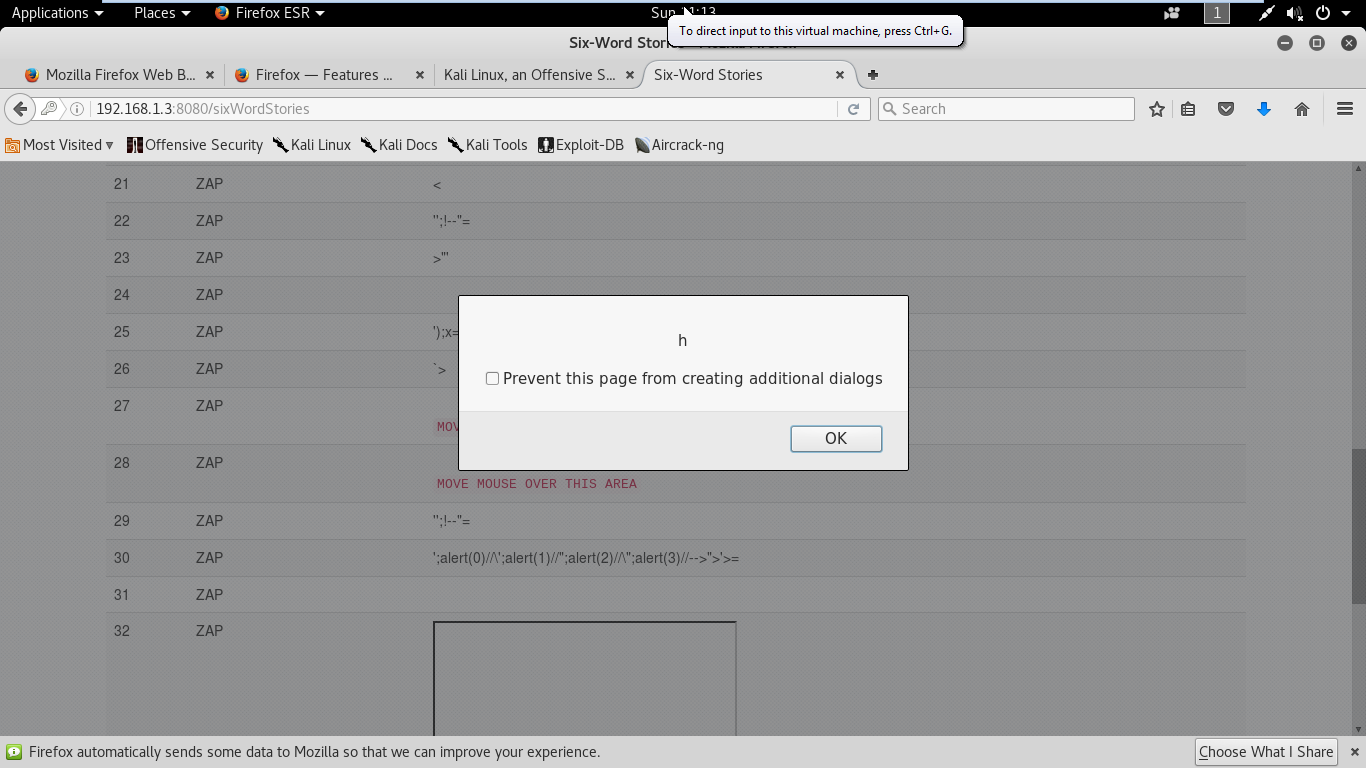 Applications Places Firefox ESR Sun 11:13 1
To direct input to this virtual machine, press Ctrl+G.
Six-Word Stories - Mozilla Firefox
Mozilla Firefox Web B... Firefox — Features ... Kali Linux, an Offensive S... Six-Word Stories
192.168.1.3:8080/sixWordStories Search
Most Visited Offensive Security Kali Linux Kali Docs Kali Tools Exploit-DB Aircrack-ng
21 ZAP <
22 ZAP '';!--"=
23 ZAP >"'
24 ZAP
h
25 ZAP ');x=
26 ZAP `>
Prevent this page from creating additional dialogs
27 ZAP
MOV
OK
28 ZAP
MOVE MOUSE OVER THIS AREA
29 ZAP '';!--"=
30 ZAP ';alert(0)//\';alert(1)//";alert(2)//\";alert(3)//-->">'>=
31 ZAP
32 ZAP
Firefox automatically sends some data to Mozilla so that we can improve your experience. Choose What I Share